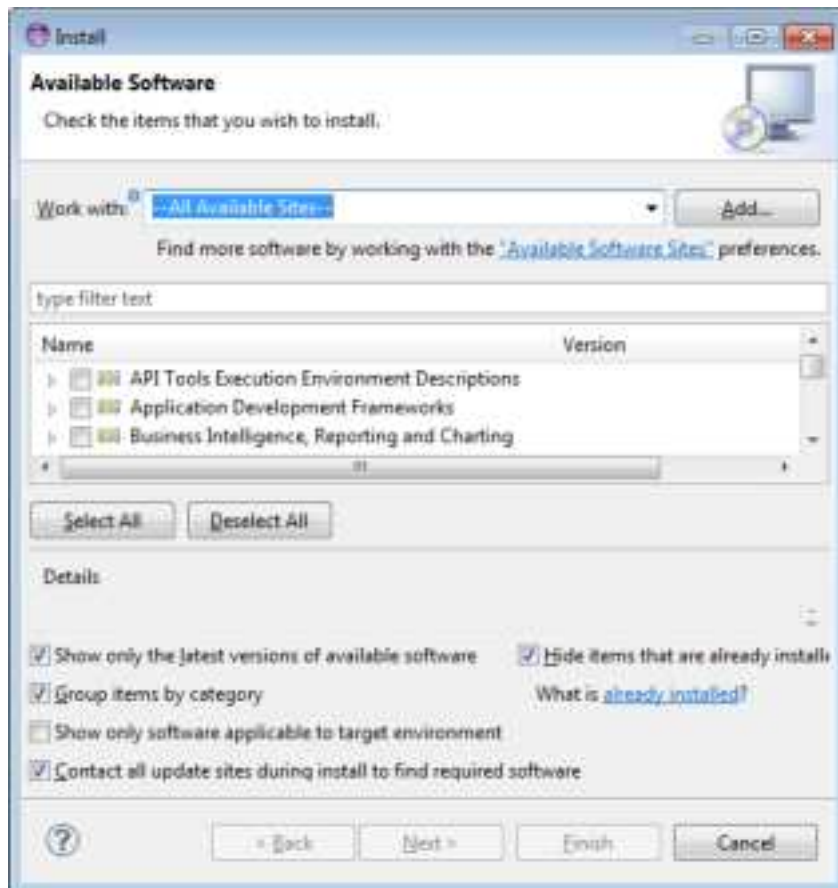 Install
Available Software
Check the items that you wish to install.
Work with: --All Available Sites-- Add...
Find more software by working with the "Available Software Sites" preferences.
type filter text
Name Version
API Tools Execution Environment Descriptions
Application Development Frameworks
Business Intelligence, Reporting and Charting
Select All Deselect All
Details
Show only the latest versions of available software Hide items that are already installe
Group items by category What is already installed?
Show only software applicable to target environment
Contact all update sites during install to find required software
? < Back Next > Finish Cancel